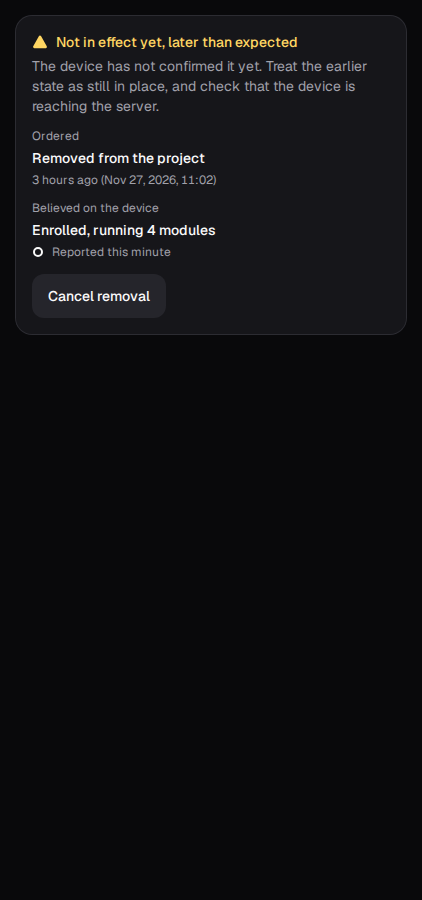 Not in effect yet, later than expected
The device has not confirmed it yet. Treat the earlier
state as still in place, and check that the device is
reaching the server.
Ordered
Removed from the project
3 hours ago (Nov 27, 2026, 11:02)
Believed on the device
Enrolled, running 4 modules
Reported this minute
Cancel removal